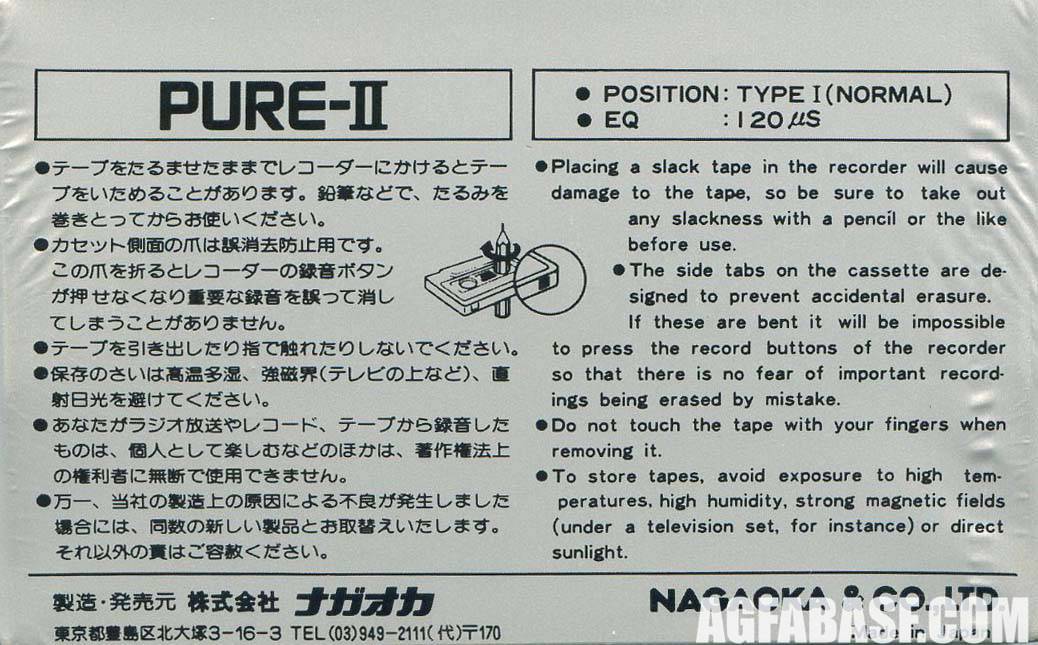 PURE-II
● POSITION: TYPE I (NORMAL)
● EQ :120μS
●テープをたるませたままでレコーダーにかけるとテー
プをいためることがあります。鉛筆などで、たるみを
巻きとってからお使いください。
●カセット側面の爪は誤消去防止用です。
この爪を折るとレコーダーの録音ボタン
が押せなくなり重要な録音を誤って消し
てしまうことがありません。
●テープを引き出したり指で触れたりしないでください。
●保存のさいは高温多湿、強磁界(テレビの上など)、直
射日光を避けてください。
●あなたがラジオ放送やレコード、テープから録音した
ものは、個人として楽しむなどのほかは、著作権法上
の権利者に無断で使用できません。
●万一、当社の製造上の原因による不良が発生しました
場合には、同数の新しい製品とお取替えいたします。
それ以外の責はご容赦ください。
●Placing a slack tape in the recorder will cause
damage to the tape, so be sure to take out
any slackness with a pencil or the like
before use.
●The side tabs on the cassette are de-
signed to prevent accidental erasure.
If these are bent it will be impossible
to press the record buttons of the recorder
so that there is no fear of important record-
ings being erased by mistake.
●Do not touch the tape with your fingers when
removing it.
●To store tapes, avoid exposure to high tem-
peratures, high humidity, strong magnetic fields
(under a television set, for instance) or direct
sunlight.
製造・発売元 株式会社 ナガオカ
東京都豊島区北大塚3-16-3 TEL(03)949-2111(代)〒170
NAGAOKA & CO., LTD.
Made in Japan
AGFABASE.COM